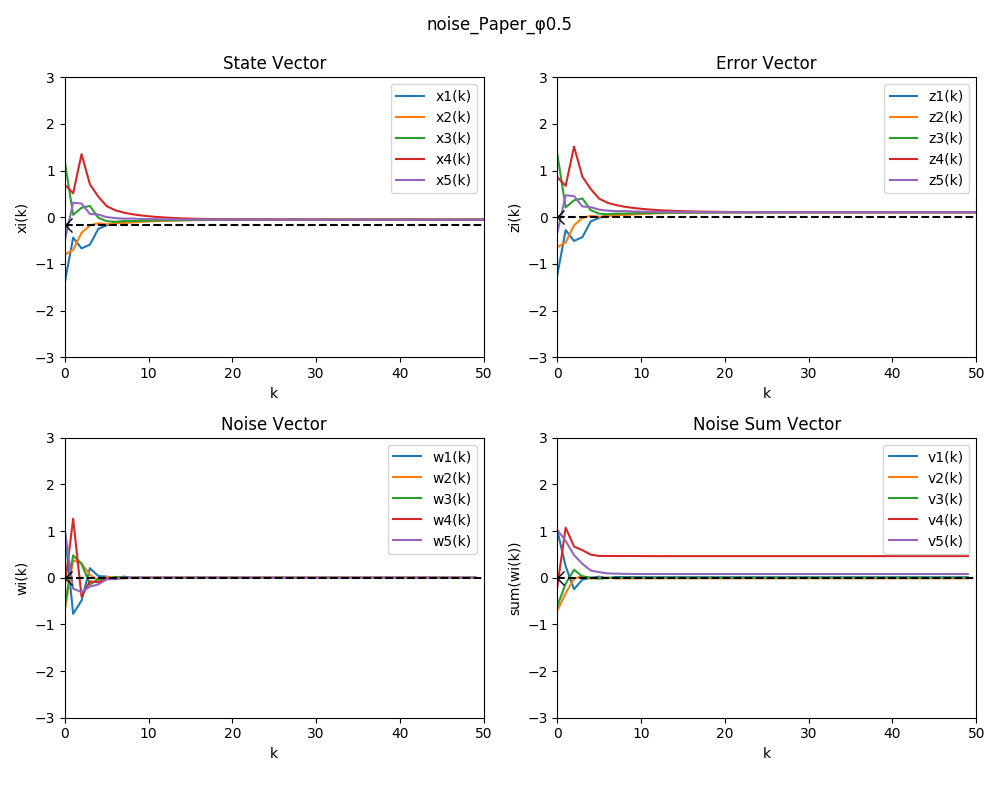 noise_Paper_φ0.5
State Vector
3
2
1
0
−1
−2
−3
xi(k)
0 10 20 30 40 50
k
x1(k)
x2(k)
x3(k)
x4(k)
x5(k)
Error Vector
3
2
1
0
−1
−2
−3
zi(k)
0 10 20 30 40 50
k
z1(k)
z2(k)
z3(k)
z4(k)
z5(k)
Noise Vector
3
2
1
0
−1
−2
−3
wi(k)
0 10 20 30 40 50
k
w1(k)
w2(k)
w3(k)
w4(k)
w5(k)
Noise Sum Vector
3
2
1
0
−1
−2
−3
sum(wi(k))
0 10 20 30 40 50
k
v1(k)
v2(k)
v3(k)
v4(k)
v5(k)